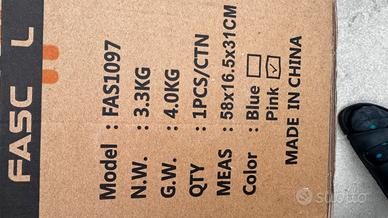 FASC L
Model : FAS1097
N.W. : 3.3KG
G.W. : 4.0KG
QTY : 1PCS/CTN
MEAS : 58x16.5x31CM
Color : Blue
Pink
MADE IN CHINA
subito